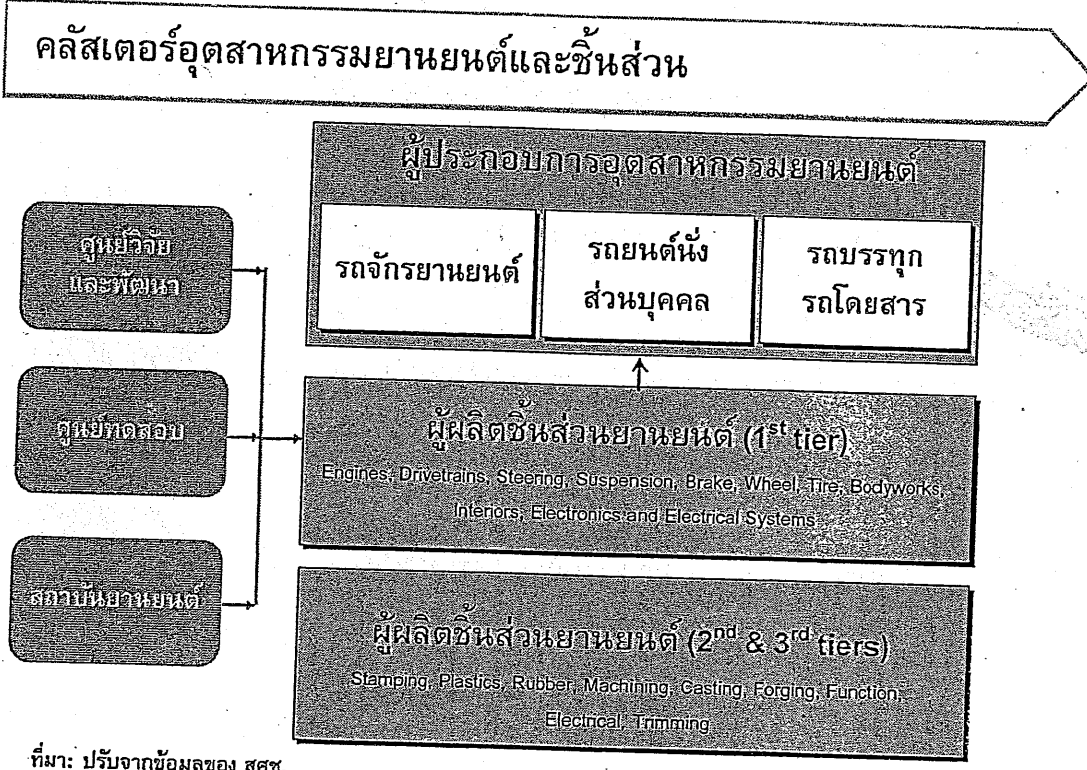 คลัสเตอร์อุตสาหกรรมยานยนต์และชิ้นส่วน
ผู้ประกอบการอุตสาหกรรมยานยนต์
รถจักรยานยนต์
รถยนต์นั่ง
ส่วนบุคคล
รถบรรทุก
รถโดยสาร
ศูนย์วิจัย
และพัฒนา
ศูนย์ทดสอบ
สถาบันยานยนต์
ผู้ผลิตชิ้นส่วนยานยนต์ (1st tier)
Engines, Drivetrains, Steering, Suspension, Brake, Wheel, Tire, Bodyworks,
Interiors, Electronics and Electrical Systems
ผู้ผลิตชิ้นส่วนยานยนต์ (2nd & 3rd tiers)
Stamping, Plastics, Rubber, Machining, Casting, Forging, Function,
Electrical, Trimming
ที่มา: ปรับจากข้อมูลของ สศช